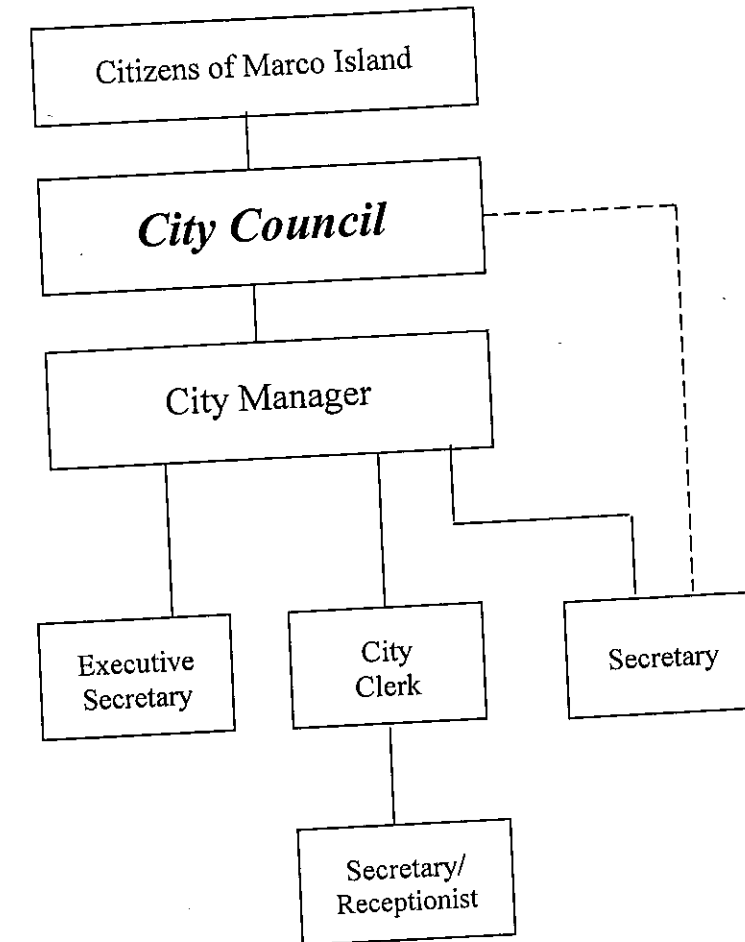 Citizens of Marco Island
City Council
City Manager
Executive
Secretary
City
Clerk
Secretary
Secretary/
Receptionist